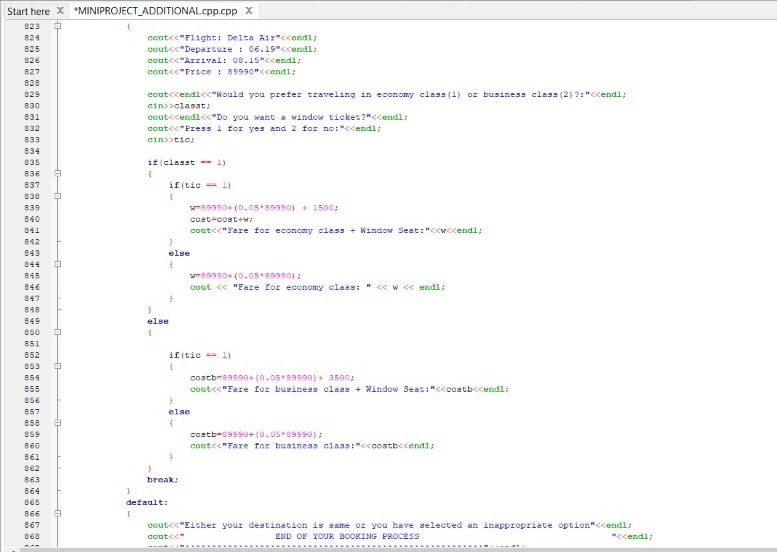 Start here X *MINIPROJECT_ADDITIONAL.cpp.cpp X
823 {
824 cout<<"Flight: Delta Air"<<endl;
825 cout<<"Departure : 06.19"<<endl;
826 cout<<"Arrival: 08.15"<<endl;
827 cout<<"Price : 89990"<<endl;
828
829 cout<<endl<<"Would you prefer traveling in economy class(1) or business class(2)?:"<<endl;
830 cin>>classt;
831 cout<<endl<<"Do you want a window ticket?"<<endl;
832 cout<<"Press 1 for yes and 2 for no:"<<endl;
833 cin>>tic;
834
835 if(classt == 1)
836 {
837 if(tic == 1)
838 {
839 w=89990+(0.05*89990) + 1500;
840 cost=cost+w;
841 cout<<"Fare for economy class + Window Seat:"<<w<<endl;
842 }
843 else
844 {
845 w=89990+(0.05*89990);
846 cout << "Fare for economy class: " << w << endl;
847 }
848 }
849 else
850 {
851
852 if(tic == 1)
853 {
854 costb=89990+(0.05*89990)+ 3500;
855 cout<<"Fare for business class + Window Seat:"<<costb<<endl;
856 }
857 else
858 {
859 costb=89990+(0.05*89990);
860 cout<<"Fare for business class:"<<costb<<endl;
861 }
862 }
863 break;
864 }
865 default:
866 {
867 cout<<"Either your destination is same or you have selected an inappropriate option"<<endl;
868 cout<<" END OF YOUR BOOKING PROCESS "<<endl;